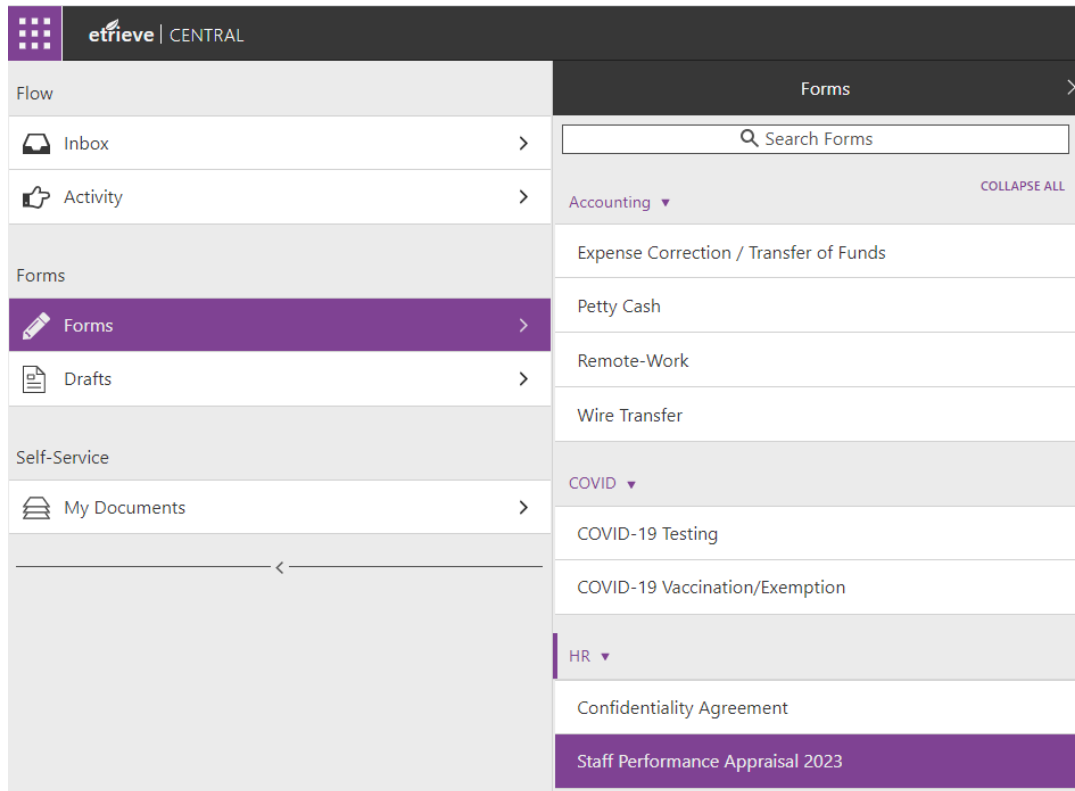 etrieve | CENTRAL
Flow
Inbox
Activity
Forms
Forms
Drafts
Self-Service
My Documents
Forms
Search Forms
COLLAPSE ALL
Accounting ▼
Expense Correction / Transfer of Funds
Petty Cash
Remote-Work
Wire Transfer
COVID ▼
COVID-19 Testing
COVID-19 Vaccination/Exemption
HR ▼
Confidentiality Agreement
Staff Performance Appraisal 2023